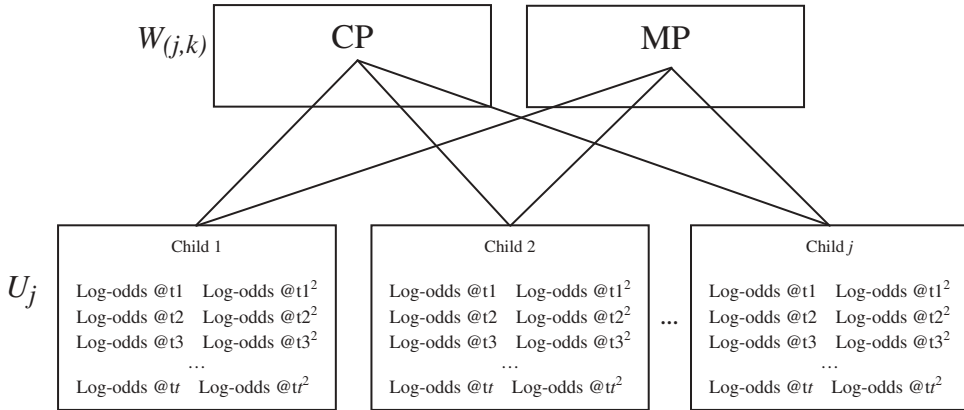 W(j,k) CP MP
Child 1 Child 2 Child j
U_j
Log-odds @t1 Log-odds @t1² Log-odds @t1 Log-odds @t1² Log-odds @t1 Log-odds @t1²
Log-odds @t2 Log-odds @t2² Log-odds @t2 Log-odds @t2² ... Log-odds @t2 Log-odds @t2²
Log-odds @t3 Log-odds @t3² Log-odds @t3 Log-odds @t3² Log-odds @t3 Log-odds @t3²
... ... ...
Log-odds @tt Log-odds @tt² Log-odds @tt Log-odds @tt² Log-odds @tt Log-odds @tt²